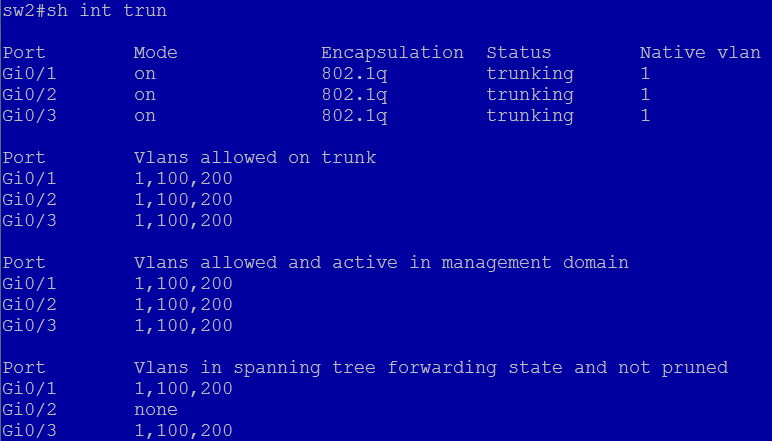 sw2#sh int trun
Port Mode Encapsulation Status Native vlan
Gi0/1 on 802.1q trunking 1
Gi0/2 on 802.1q trunking 1
Gi0/3 on 802.1q trunking 1
Port Vlans allowed on trunk
Gi0/1 1,100,200
Gi0/2 1,100,200
Gi0/3 1,100,200
Port Vlans allowed and active in management domain
Gi0/1 1,100,200
Gi0/2 1,100,200
Gi0/3 1,100,200
Port Vlans in spanning tree forwarding state and not pruned
Gi0/1 1,100,200
Gi0/2 none
Gi0/3 1,100,200